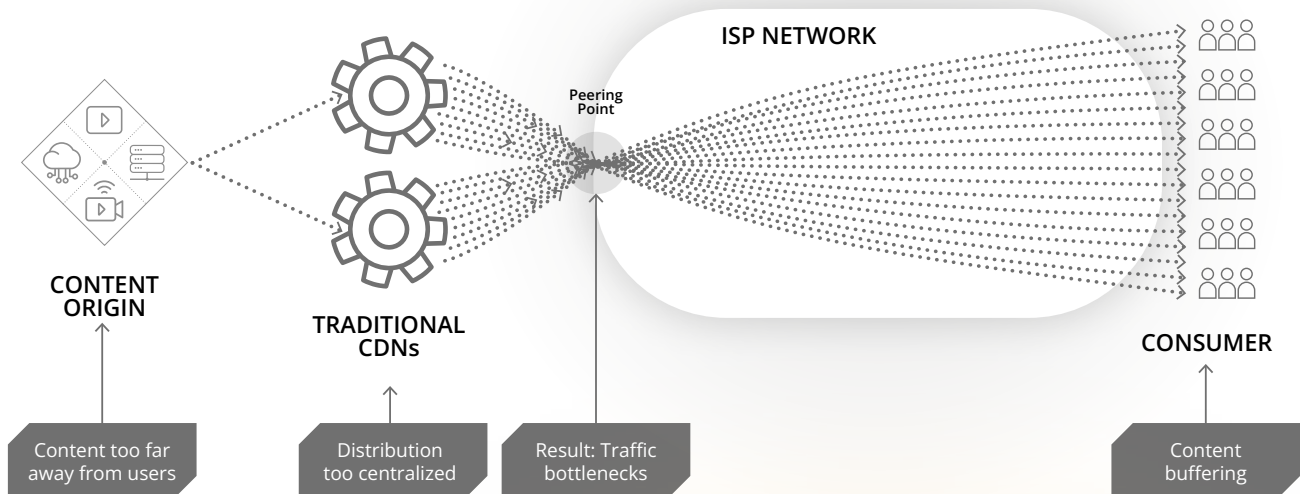 ISP NETWORK
Peering
Point
CONTENT
ORIGIN
TRADITIONAL
CDNs
CONSUMER
Content too far
away from users
Distribution
too centralized
Result: Traffic
bottlenecks
Content
buffering